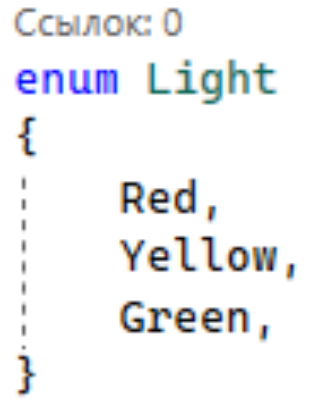 Ссылок: 0
enum Light
{
Red,
Yellow,
Green,
}